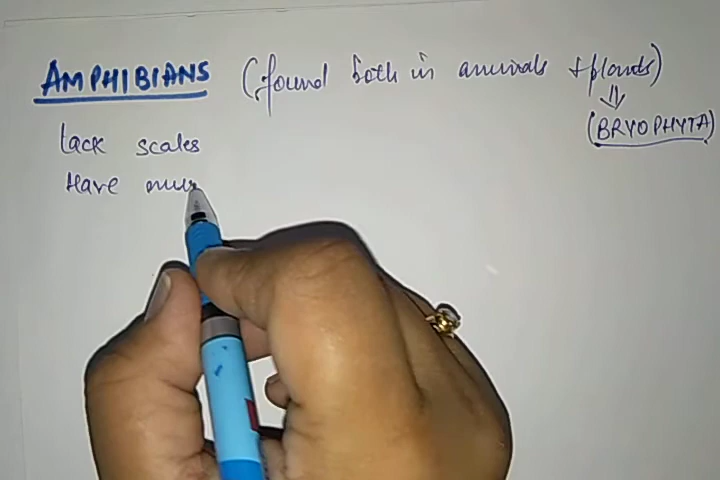 AMPHIBIANS (found both in animals + plants)
(BRYOPHYTA)
lack scales
Have